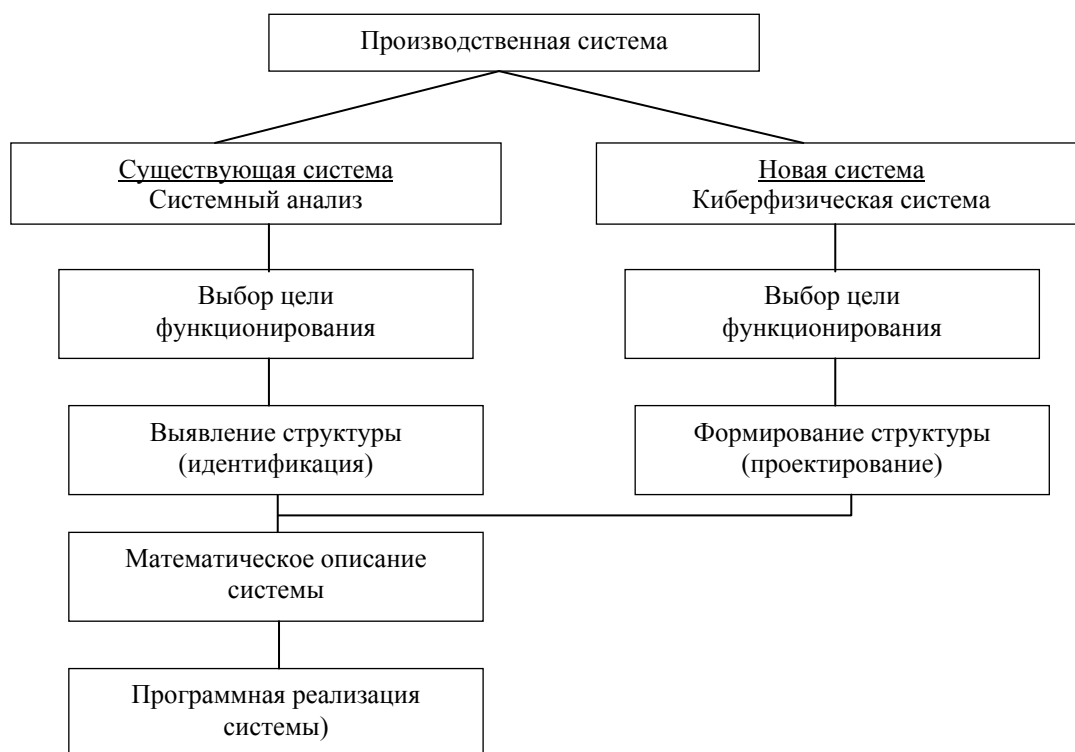 Производственная система
Существующая система
Системный анализ
Новая система
Киберфизическая система
Выбор цели
функционирования
Выбор цели
функционирования
Выявление структуры
(идентификация)
Формирование структуры
(проектирование)
Математическое описание
системы
Программная реализация
системы)